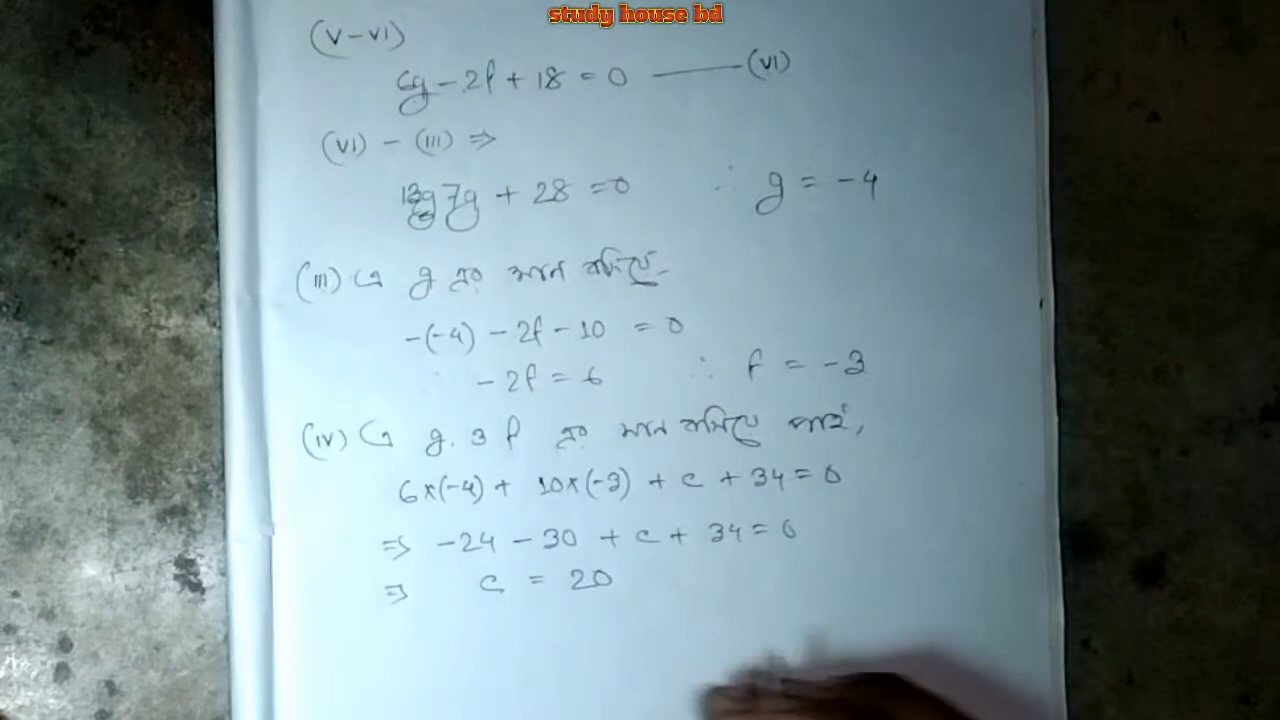 study house bd
(V-VI)
6g - 2f + 18 = 0 ——— (VI)
(VI) - (III) ⇒
7g + 28 = 0 ∴ g = -4
(III) এ g এর মান বসিয়ে
-(-4) - 2f - 10 = 0
-2f = 6 ∴ f = -3
(IV) এ g. ও f এর মান বসিয়ে পাই,
6×(-4) + 10×(-3) + c + 34 = 0
⇒ -24 - 30 + c + 34 = 0
⇒ c = 20